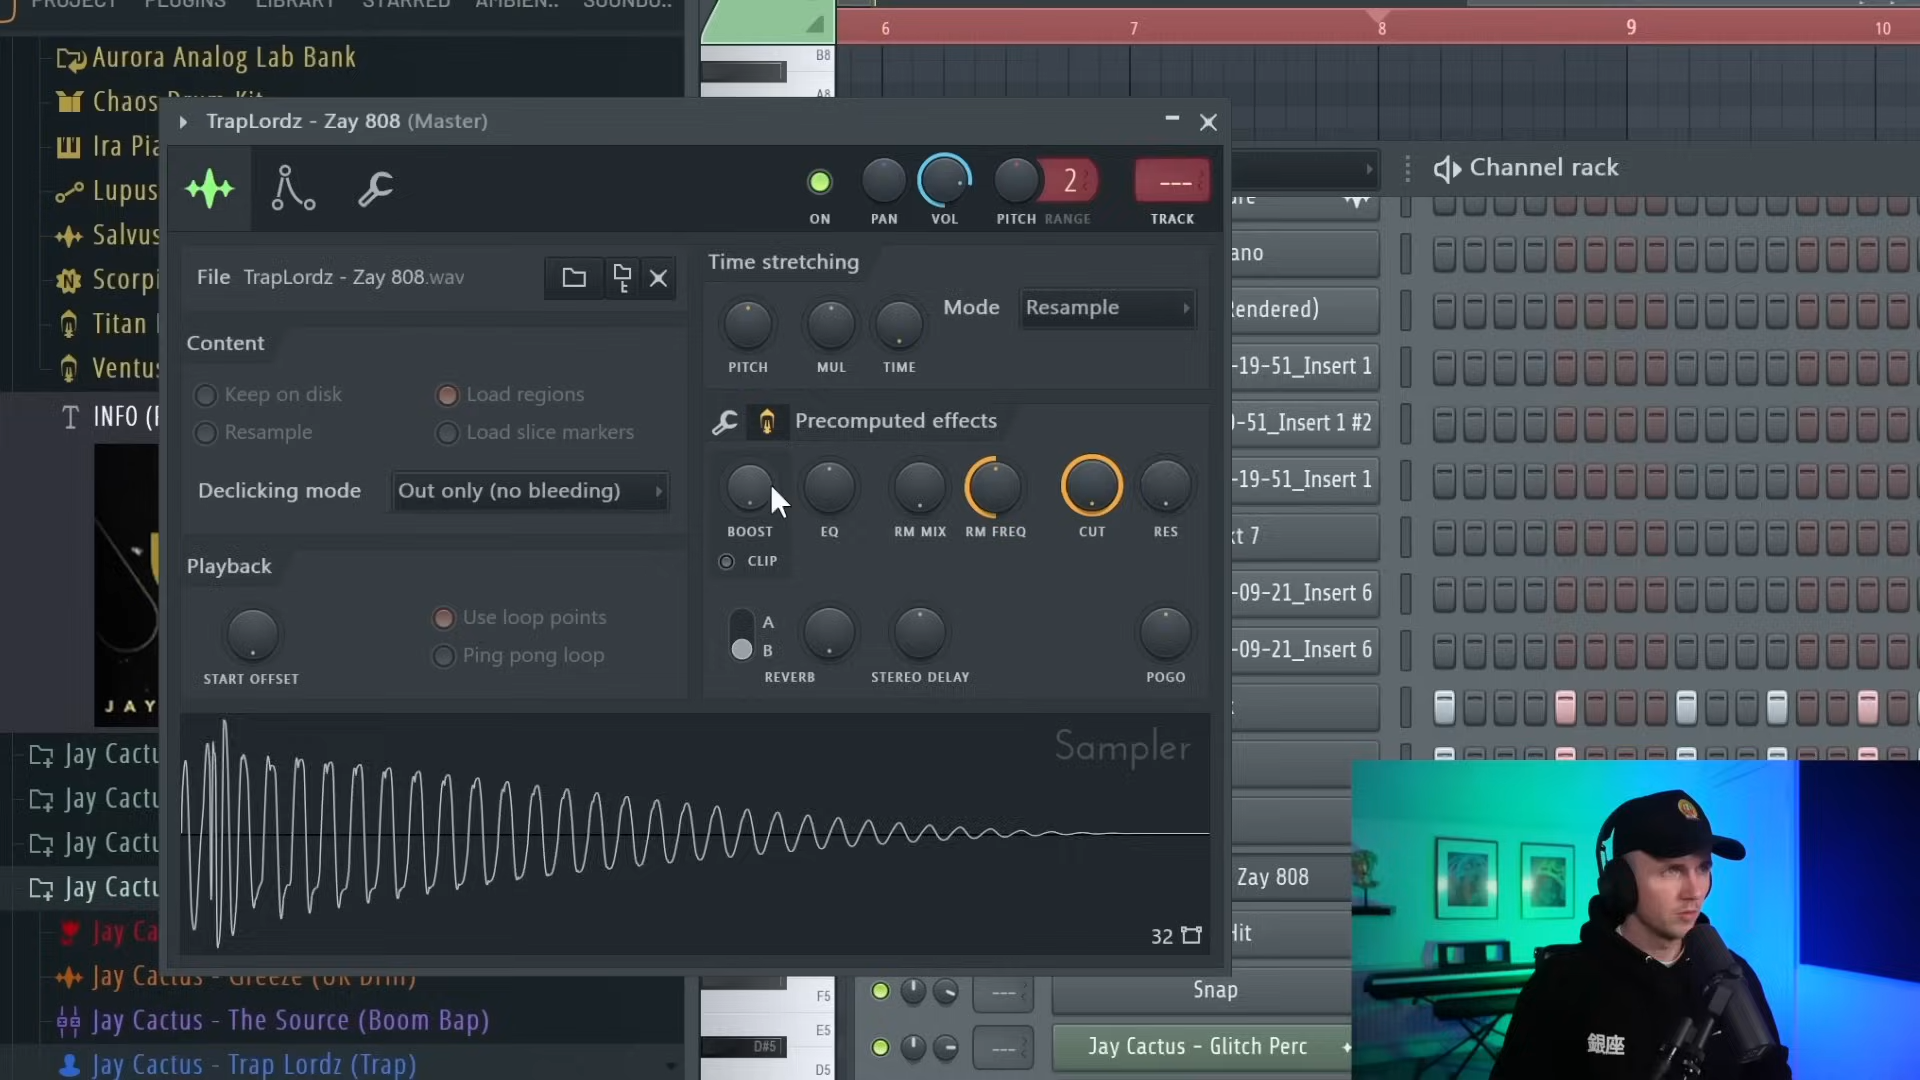 PROJECT PLUGINS LIBRARY STARRED AMBIEN.. SOUNDU..
Aurora Analog Lab Bank
Chaos Drum Kit
Ira Pia
Lupus
Salvus
Scorpi
Titan
Ventus
INFO
JAY
Jay Cactu
Jay Cactu
Jay Cactu
Jay Cactu
Jay Ca
Jay Cactus - Greeze (UK Drill)
Jay Cactus - The Source (Boom Bap)
Jay Cactus - Trap Lordz (Trap)
6 7 8 9 10
B8
A8
TrapLordz - Zay 808 (Master)
ON PAN VOL PITCH RANGE TRACK
2
---
File TrapLordz - Zay 808.wav
Content
Keep on disk
Load regions
Resample
Load slice markers
Declicking mode Out only (no bleeding)
Playback
START OFFSET
Use loop points
Ping pong loop
Time stretching
PITCH MUL TIME
Mode Resample
Precomputed effects
BOOST EQ RM MIX RM FREQ CUT RES
CLIP
A
B
REVERB STEREO DELAY POGO
Sampler
32
Channel rack
ano
Rendered)
-19-51_Insert 1
9-51_Insert 1 #2
-19-51_Insert 1
kt 7
-09-21_Insert 6
-09-21_Insert 6
Zay 808
Hit
Snap
Jay Cactus - Glitch Perc
---
---
F5
E5
D#5
D5
銀座